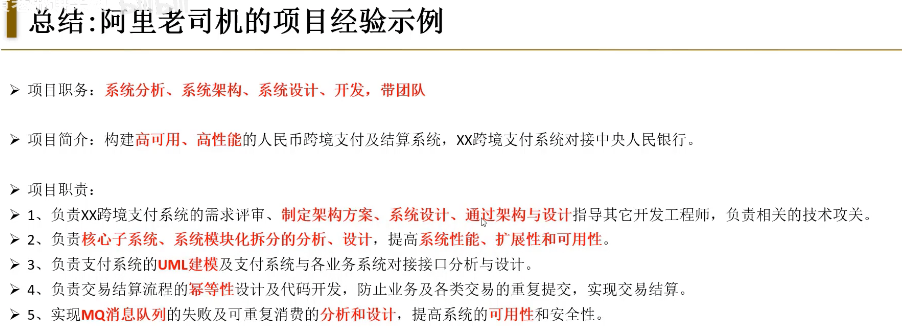 总结:阿里老司机的项目经验示例
➢ 项目职务：系统分析、系统架构、系统设计、开发，带团队
➢ 项目简介：构建高可用、高性能的人民币跨境支付及结算系统，XX跨境支付系统对接中央人民银行。
➢ 项目职责：
➢ 1、负责XX跨境支付系统的需求评审、制定架构方案、系统设计、通过架构与设计指导其它开发工程师，负责相关的技术攻关。
➢ 2、负责核心子系统、系统模块化拆分的分析、设计，提高系统性能、扩展性和可用性。
➢ 3、负责支付系统的UML建模及支付系统与各业务系统对接接口分析与设计。
➢ 4、负责交易结算流程的幂等性设计及代码开发，防止业务及各类交易的重复提交，实现交易结算。
➢ 5、实现MQ消息队列的失败及可重复消费的分析和设计，提高系统的可用性和安全性。